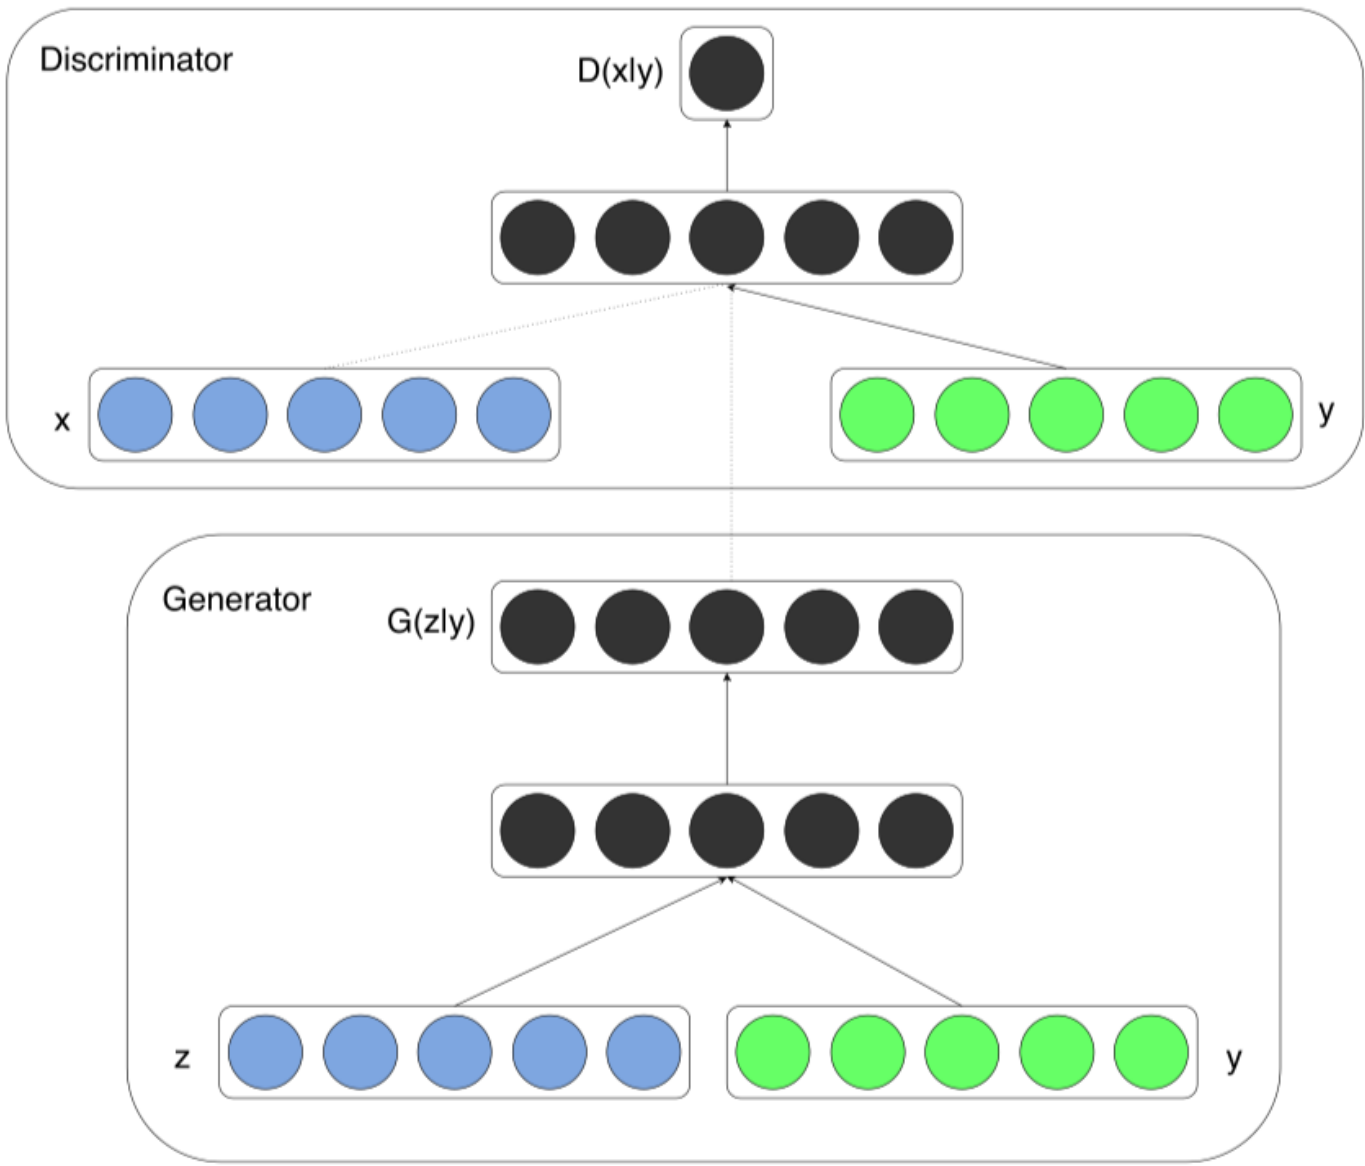 Discriminator
D(x|y)
x
y
Generator
G(z|y)
z
y